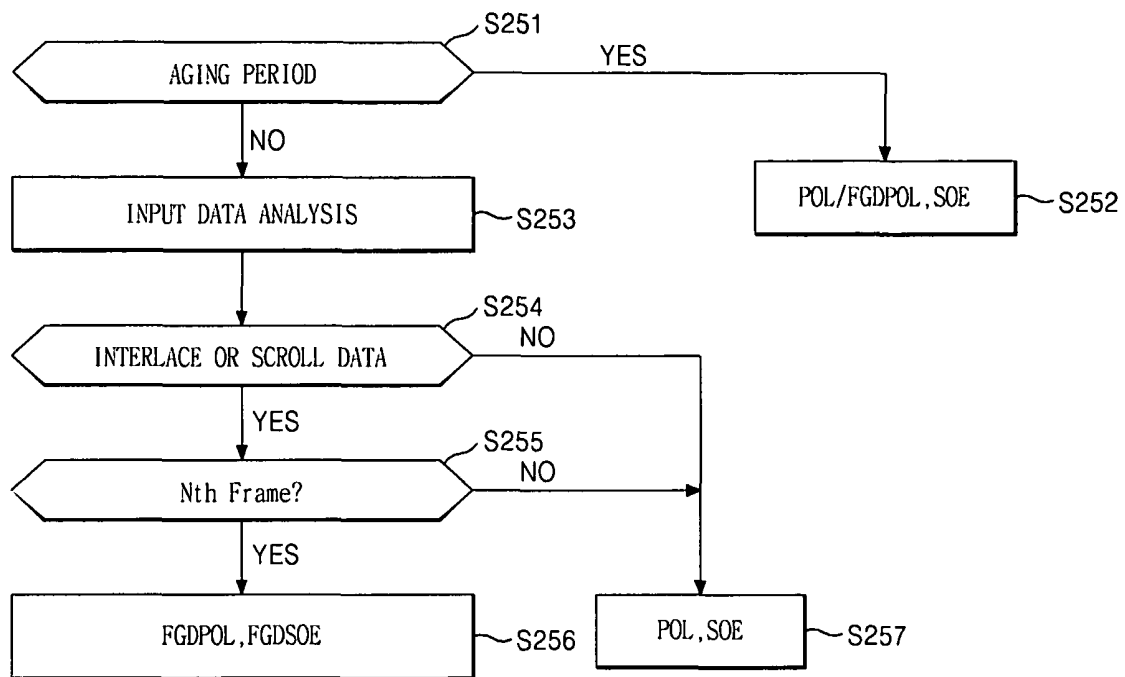 S251
AGING PERIOD
YES
NO
INPUT DATA ANALYSIS
S253
POL/FGDPOL,SOE
S252
S254
INTERLACE OR SCROLL DATA
NO
YES
S255
Nth Frame?
NO
YES
FGDPOL,FGDSOE
S256
POL,SOE
S257